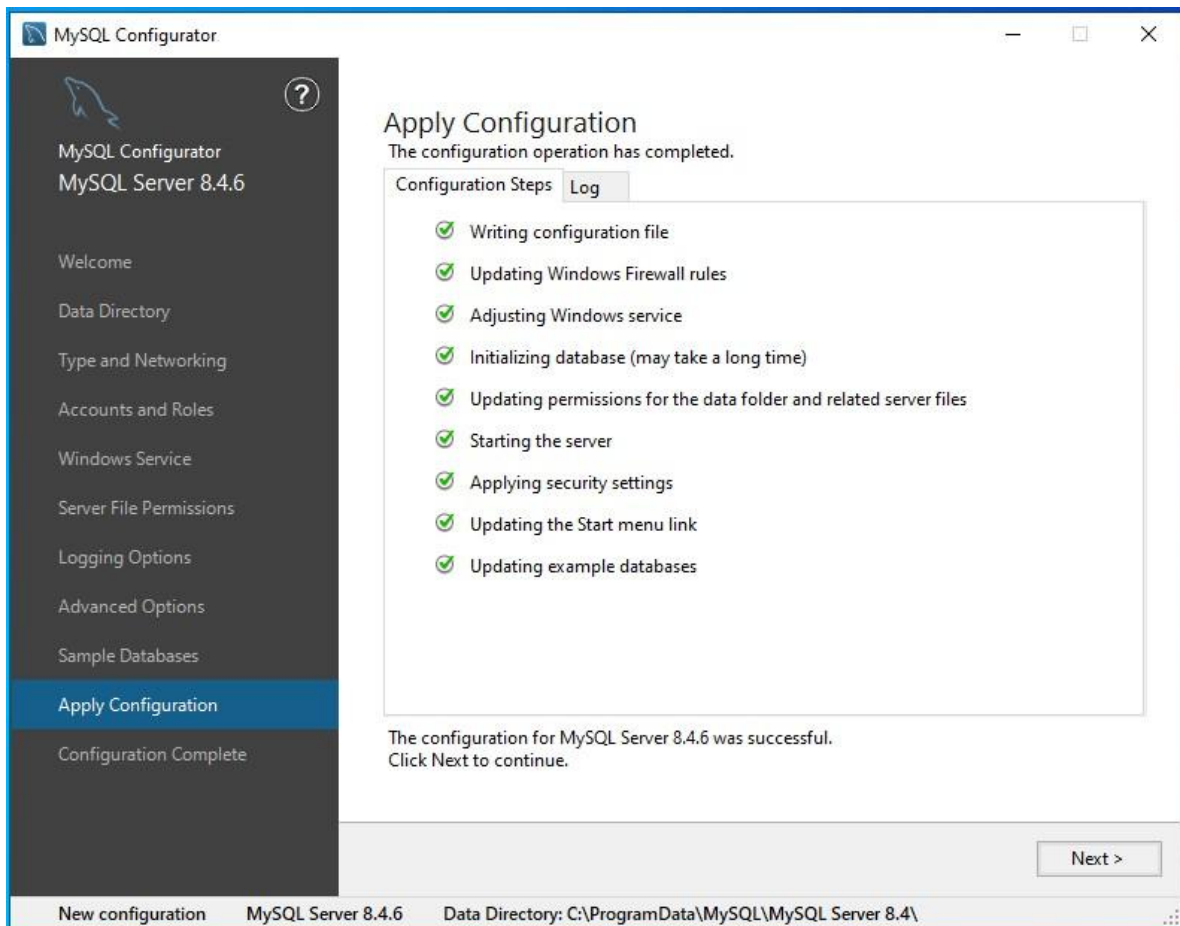 MySQL Configurator
?
MySQL Configurator
MySQL Server 8.4.6
Welcome
Data Directory
Type and Networking
Accounts and Roles
Windows Service
Server File Permissions
Logging Options
Advanced Options
Sample Databases
Apply Configuration
Configuration Complete
Apply Configuration
The configuration operation has completed.
Configuration Steps Log
Writing configuration file
Updating Windows Firewall rules
Adjusting Windows service
Initializing database (may take a long time)
Updating permissions for the data folder and related server files
Starting the server
Applying security settings
Updating the Start menu link
Updating example databases
The configuration for MySQL Server 8.4.6 was successful.
Click Next to continue.
Next >
New configuration MySQL Server 8.4.6 Data Directory: C:\ProgramData\MySQL\MySQL Server 8.4\